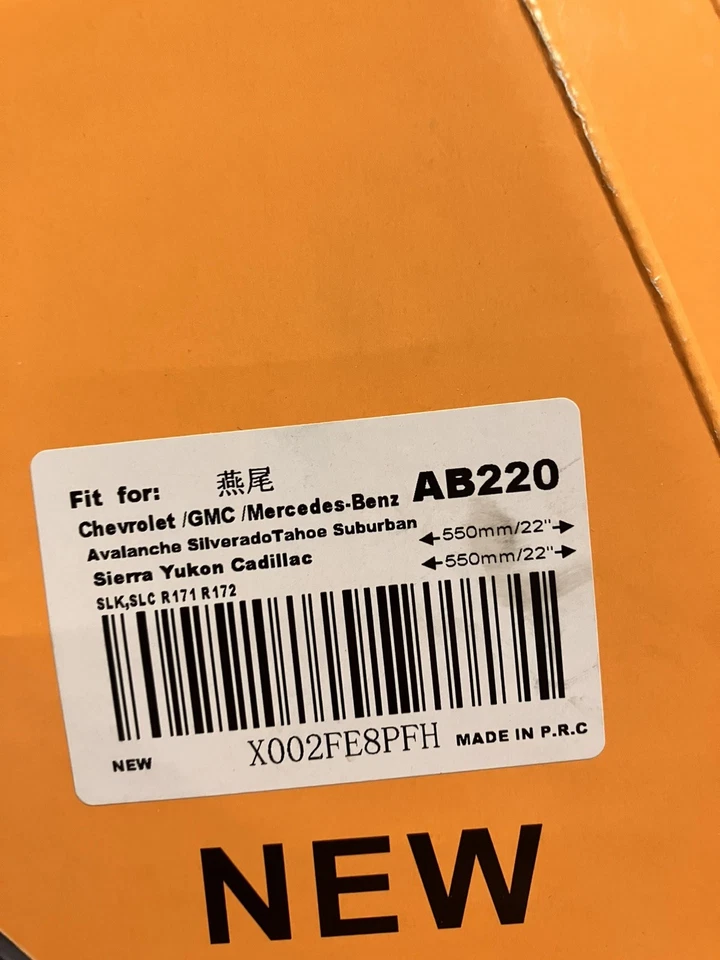 Fit for: 燕尾 AB220
Chevrolet /GMC /Mercedes-Benz
Avalanche SilveradoTahoe Suburban 550mm/22"
Sierra Yukon Cadillac 550mm/22"
SLK,SLC R171 R172
X002FE8PFH
NEW MADE IN P.R.C
NEW